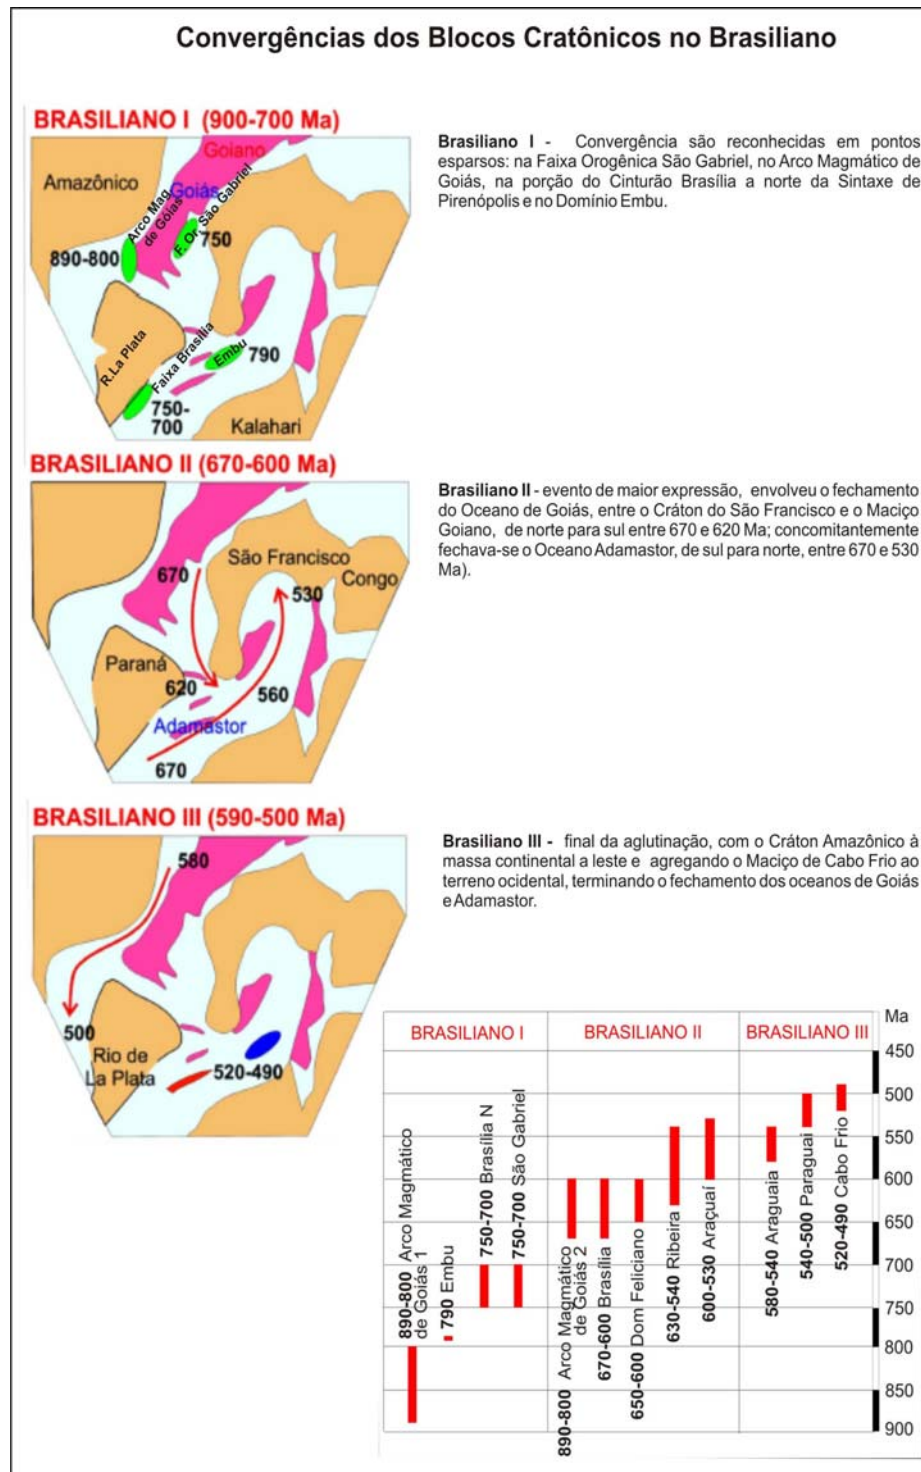 Convergências dos Blocos Cratônicos no Brasiliano
BRASILIANO I (900-700 Ma)
Goiano
Amazônico
Goiás
Arco Mag.
de Góias
F. Or. São Gabriel
750
890-800
R.La Plata
Faixa Brasília
Embu
790
750-
700
Kalahari
Brasiliano I - Convergência são reconhecidas em pontos
esparsos: na Faixa Orogênica São Gabriel, no Arco Magmático de
Goiás, na porção do Cinturão Brasília a norte da Sintaxe de
Pirenópolis e no Domínio Embu.
BRASILIANO II (670-600 Ma)
São Francisco
670
Congo
530
Paraná
620
560
Adamastor
670
Brasiliano II - evento de maior expressão, envolveu o fechamento
do Oceano de Goiás, entre o Cráton do São Francisco e o Maciço
Goiano, de norte para sul entre 670 e 620 Ma; concomitantemente
fechava-se o Oceano Adamastor, de sul para norte, entre 670 e 530
Ma).
BRASILIANO III (590-500 Ma)
580
500
Rio de
La Plata
520-490
Brasiliano III - final da aglutinação, com o Cráton Amazônico à
massa continental a leste e agregando o Maciço de Cabo Frio ao
terreno ocidental, terminando o fechamento dos oceanos de Goiás
e Adamastor.
BRASILIANO I
BRASILIANO II
BRASILIANO III
Ma
450
500
550
600
650
700
750
800
850
900
890-800 Arco Magmático
de Goiás 1
790 Embu
750-700 Brasília N
750-700 São Gabriel
890-800 Arco Magmático
de Goiás 2
670-600 Brasília
650-600 Dom Feliciano
630-540 Ribeira
600-530 Araçuaí
580-540 Araguaia
540-500 Paraguai
520-490 Cabo Frio